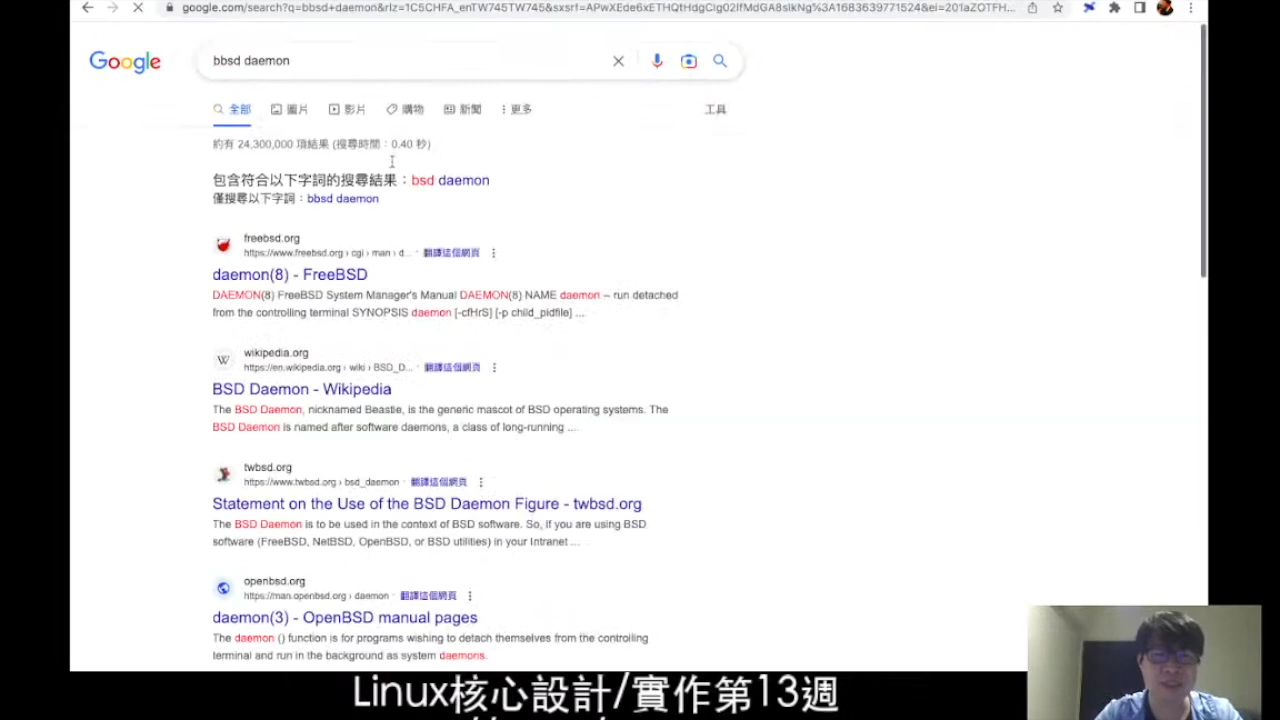 google.com/search?q=bbsd+daemon&rlz=1C5CHFA_enTW745TW745&sxsrf=
Google
bbsd daemon
全部 圖片 影片 購物 新聞 更多 工具
約有 24,300,000 項結果 (搜尋時間：0.40 秒)
包含符合以下字詞的搜尋結果：bsd daemon
僅搜尋以下字詞：bbsd daemon
freebsd.org
https://www.freebsd.org › cgi › man › d... · 翻譯這個網頁
daemon(8) - FreeBSD
DAEMON(8) FreeBSD System Manager's Manual DAEMON(8) NAME daemon -- run detached
from the controlling terminal SYNOPSIS daemon [-cfHrS] [-p child_pidfile] ...
W
wikipedia.org
https://en.wikipedia.org › wiki › BSD_D... · 翻譯這個網頁
BSD Daemon - Wikipedia
The BSD Daemon, nicknamed Beastie, is the generic mascot of BSD operating systems. The
BSD Daemon is named after software daemons, a class of long-running ....
twbsd.org
https://www.twbsd.org › bsd_daemon · 翻譯這個網頁
Statement on the Use of the BSD Daemon Figure - twbsd.org
The BSD Daemon is to be used in the context of BSD software. So, if you are using BSD
software (FreeBSD, NetBSD, OpenBSD, or BSD utilities) in your Intranet ...
openbsd.org
https://man.openbsd.org › daemon · 翻譯這個網頁
daemon(3) - OpenBSD manual pages
The daemon () function is for programs wishing to detach themselves from the controlling
terminal and run in the background as system daemons.
Linux核心設計/實作第13週